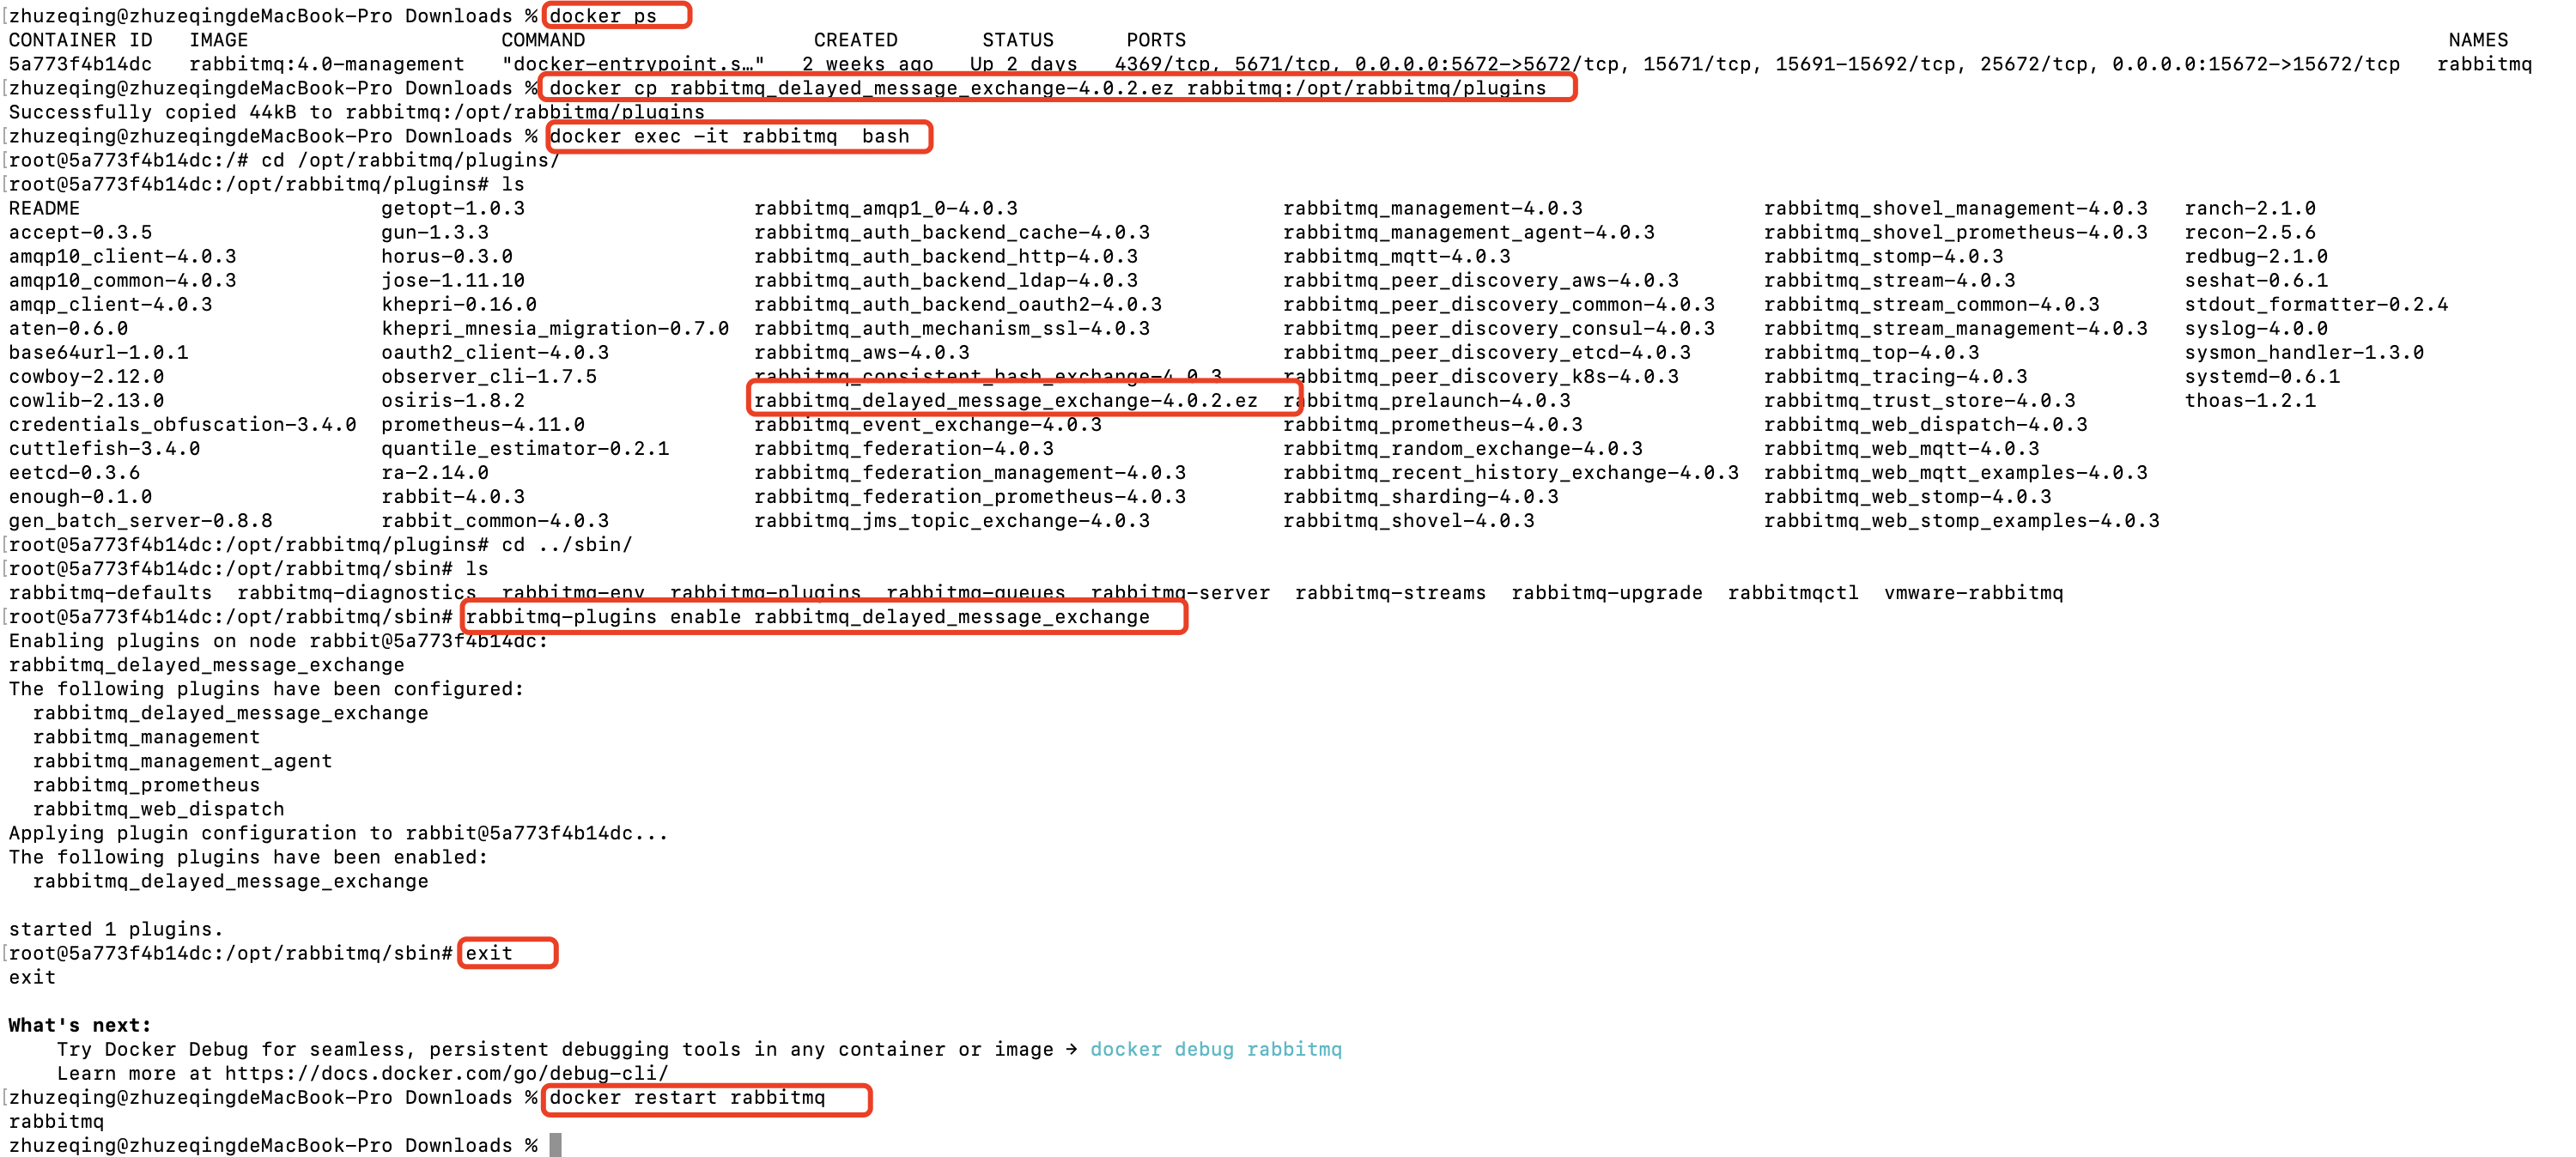 [zhuzeqing@zhuzeqingdeMacBook-Pro Downloads % docker ps
CONTAINER ID   IMAGE                     COMMAND                   CREATED       STATUS      PORTS                                                                                                         NAMES
5a773f4b14dc   rabbitmq:4.0-management   "docker-entrypoint.s…"   2 weeks ago   Up 2 days   4369/tcp, 5671/tcp, 0.0.0.0:5672->5672/tcp, 15671/tcp, 15691-15692/tcp, 25672/tcp, 0.0.0.0:15672->15672/tcp   rabbitmq
[zhuzeqing@zhuzeqingdeMacBook-Pro Downloads % docker cp rabbitmq_delayed_message_exchange-4.0.2.ez rabbitmq:/opt/rabbitmq/plugins
Successfully copied 44kB to rabbitmq:/opt/rabbitmq/plugins
[zhuzeqing@zhuzeqingdeMacBook-Pro Downloads % docker exec -it rabbitmq  bash
[root@5a773f4b14dc:/# cd /opt/rabbitmq/plugins/
[root@5a773f4b14dc:/opt/rabbitmq/plugins# ls
README                         getopt-1.0.3                   rabbitmq_amqp1_0-4.0.3                      rabbitmq_management-4.0.3               rabbitmq_shovel_management-4.0.3   ranch-2.1.0
accept-0.3.5                   gun-1.3.3                      rabbitmq_auth_backend_cache-4.0.3           rabbitmq_management_agent-4.0.3         rabbitmq_shovel_prometheus-4.0.3   recon-2.5.6
amqp10_client-4.0.3            horus-0.3.0                    rabbitmq_auth_backend_http-4.0.3            rabbitmq_mqtt-4.0.3                     rabbitmq_stomp-4.0.3               redbug-2.1.0
amqp10_common-4.0.3            jose-1.11.10                   rabbitmq_auth_backend_ldap-4.0.3            rabbitmq_peer_discovery_aws-4.0.3       rabbitmq_stream-4.0.3              seshat-0.6.1
amqp_client-4.0.3              khepri-0.16.0                  rabbitmq_auth_backend_oauth2-4.0.3          rabbitmq_peer_discovery_common-4.0.3    rabbitmq_stream_common-4.0.3       stdout_formatter-0.2.4
aten-0.6.0                     khepri_mnesia_migration-0.7.0  rabbitmq_auth_mechanism_ssl-4.0.3           rabbitmq_peer_discovery_consul-4.0.3    rabbitmq_stream_management-4.0.3   syslog-4.0.0
base64url-1.0.1                oauth2_client-4.0.3            rabbitmq_aws-4.0.3                          rabbitmq_peer_discovery_etcd-4.0.3      rabbitmq_top-4.0.3                 sysmon_handler-1.3.0
cowboy-2.12.0                  observer_cli-1.7.5             rabbitmq_consistent_hash_exchange-4.0.3     rabbitmq_peer_discovery_k8s-4.0.3       rabbitmq_tracing-4.0.3             systemd-0.6.1
cowlib-2.13.0                  osiris-1.8.2                   rabbitmq_delayed_message_exchange-4.0.2.ez  rabbitmq_prelaunch-4.0.3                rabbitmq_trust_store-4.0.3         thoas-1.2.1
credentials_obfuscation-3.4.0  prometheus-4.11.0              rabbitmq_event_exchange-4.0.3               rabbitmq_prometheus-4.0.3               rabbitmq_web_dispatch-4.0.3
cuttlefish-3.4.0               quantile_estimator-0.2.1       rabbitmq_federation-4.0.3                   rabbitmq_random_exchange-4.0.3          rabbitmq_web_mqtt-4.0.3
eetcd-0.3.6                    ra-2.14.0                      rabbitmq_federation_management-4.0.3        rabbitmq_recent_history_exchange-4.0.3  rabbitmq_web_mqtt_examples-4.0.3
enough-0.1.0                   rabbit-4.0.3                   rabbitmq_federation_prometheus-4.0.3        rabbitmq_sharding-4.0.3                 rabbitmq_web_stomp-4.0.3
gen_batch_server-0.8.8         rabbit_common-4.0.3            rabbitmq_jms_topic_exchange-4.0.3           rabbitmq_shovel-4.0.3                   rabbitmq_web_stomp_examples-4.0.3
[root@5a773f4b14dc:/opt/rabbitmq/plugins# cd ../sbin/
[root@5a773f4b14dc:/opt/rabbitmq/sbin# ls
rabbitmq-defaults  rabbitmq-diagnostics  rabbitmq-env  rabbitmq-plugins  rabbitmq-queues  rabbitmq-server  rabbitmq-streams  rabbitmq-upgrade  rabbitmqctl  vmware-rabbitmq
[root@5a773f4b14dc:/opt/rabbitmq/sbin# rabbitmq-plugins enable rabbitmq_delayed_message_exchange
Enabling plugins on node rabbit@5a773f4b14dc:
rabbitmq_delayed_message_exchange
The following plugins have been configured:
  rabbitmq_delayed_message_exchange
  rabbitmq_management
  rabbitmq_management_agent
  rabbitmq_prometheus
  rabbitmq_web_dispatch
Applying plugin configuration to rabbit@5a773f4b14dc...
The following plugins have been enabled:
  rabbitmq_delayed_message_exchange

started 1 plugins.
[root@5a773f4b14dc:/opt/rabbitmq/sbin# exit
exit

What's next:
    Try Docker Debug for seamless, persistent debugging tools in any container or image → docker debug rabbitmq
    Learn more at https://docs.docker.com/go/debug-cli/
[zhuzeqing@zhuzeqingdeMacBook-Pro Downloads % docker restart rabbitmq
rabbitmq
zhuzeqing@zhuzeqingdeMacBook-Pro Downloads %